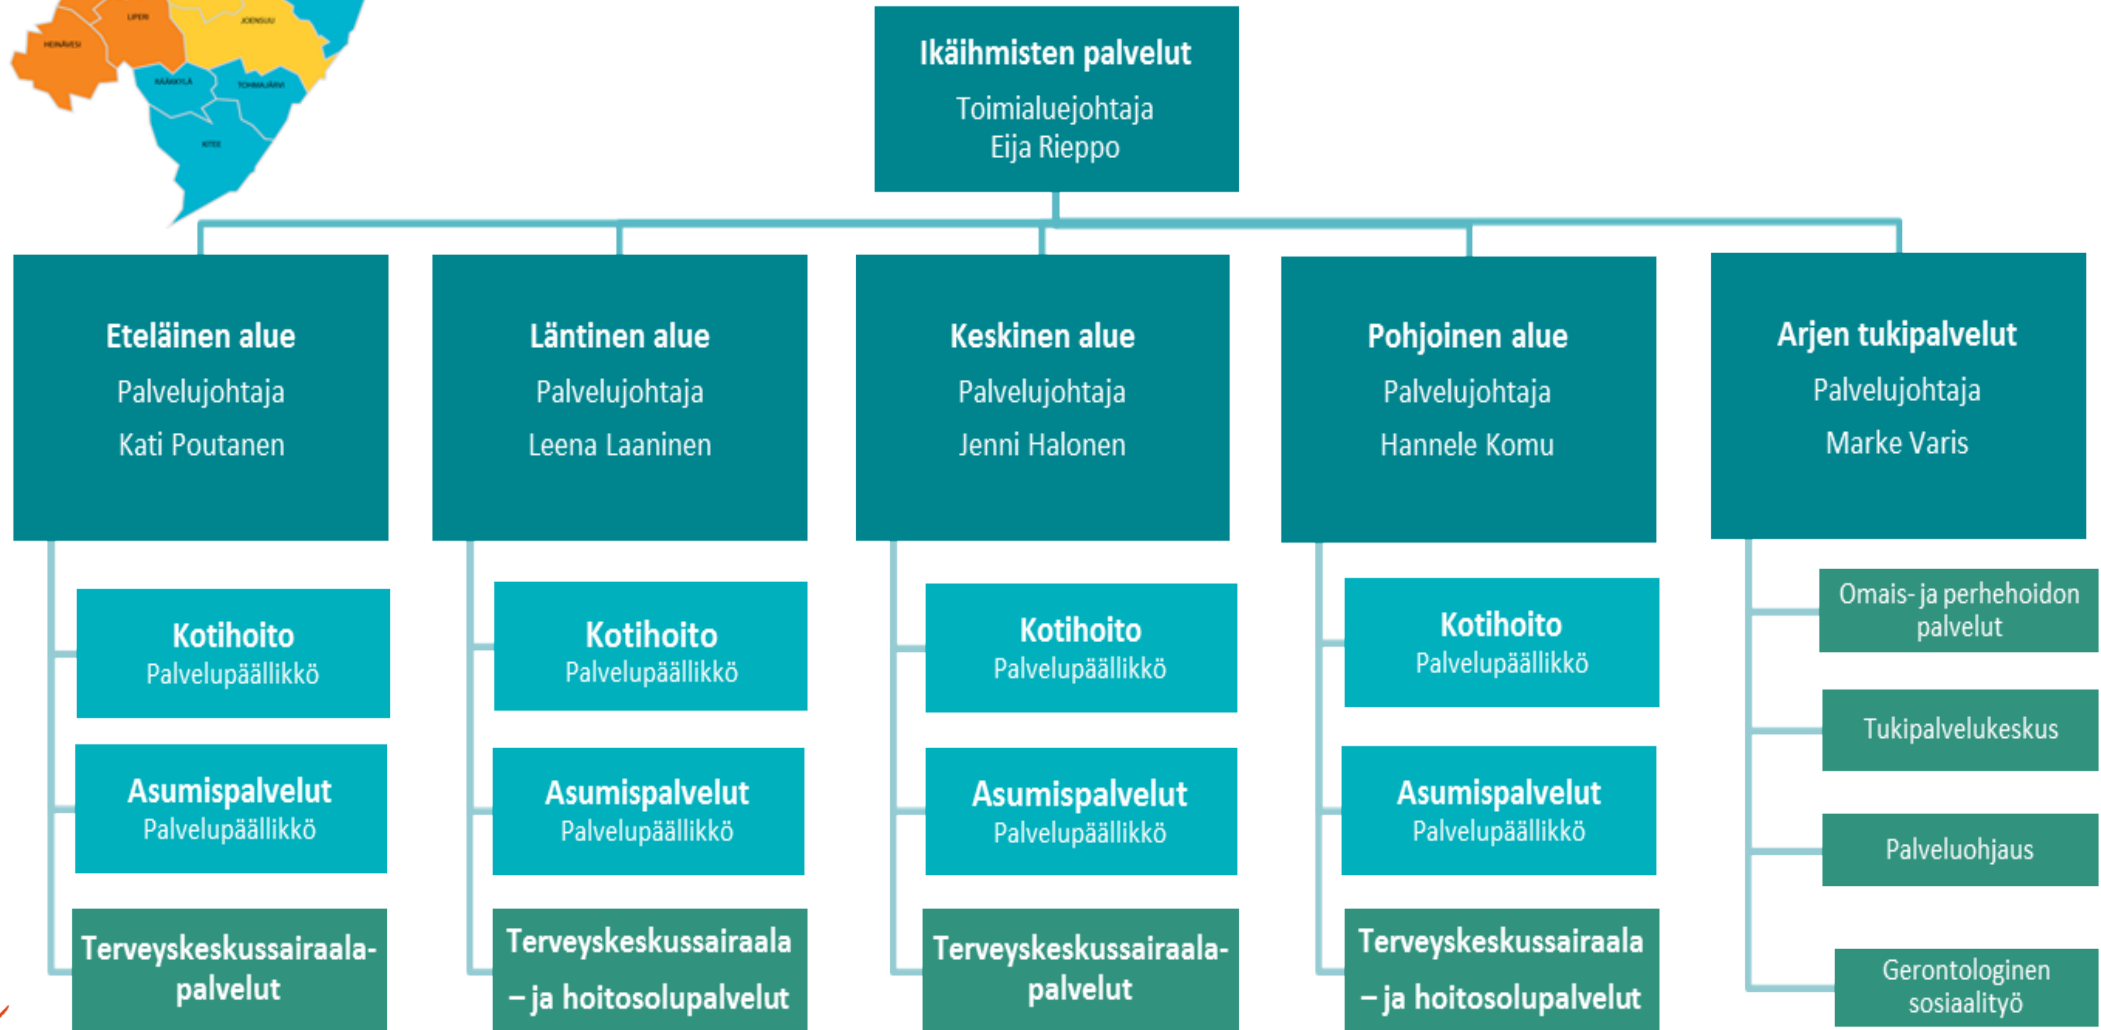 LIPERI
JOENSUU
HEINÄVESI
RÄÄKKYLÄ
TOHMAJÄRVI
KITEE
Ikäihmisten palvelut
Toimialuejohtaja
Eija Rieppo
Eteläinen alue
Palvelujohtaja
Kati Poutanen
Kotihoito
Palvelupäällikkö
Asumispalvelut
Palvelupäällikkö
Terveyskeskussairaala-
palvelut
Läntinen alue
Palvelujohtaja
Leena Laaninen
Kotihoito
Palvelupäällikkö
Asumispalvelut
Palvelupäällikkö
Terveyskeskussairaala
– ja hoitosolupalvelut
Keskinen alue
Palvelujohtaja
Jenni Halonen
Kotihoito
Palvelupäällikkö
Asumispalvelut
Palvelupäällikkö
Terveyskeskussairaala-
palvelut
Pohjoinen alue
Palvelujohtaja
Hannele Komu
Kotihoito
Palvelupäällikkö
Asumispalvelut
Palvelupäällikkö
Terveyskeskussairaala
– ja hoitosolupalvelut
Arjen tukipalvelut
Palvelujohtaja
Marke Varis
Omais- ja perhehoidon
palvelut
Tukipalvelukeskus
Palveluohjaus
Gerontologinen
sosiaalityö